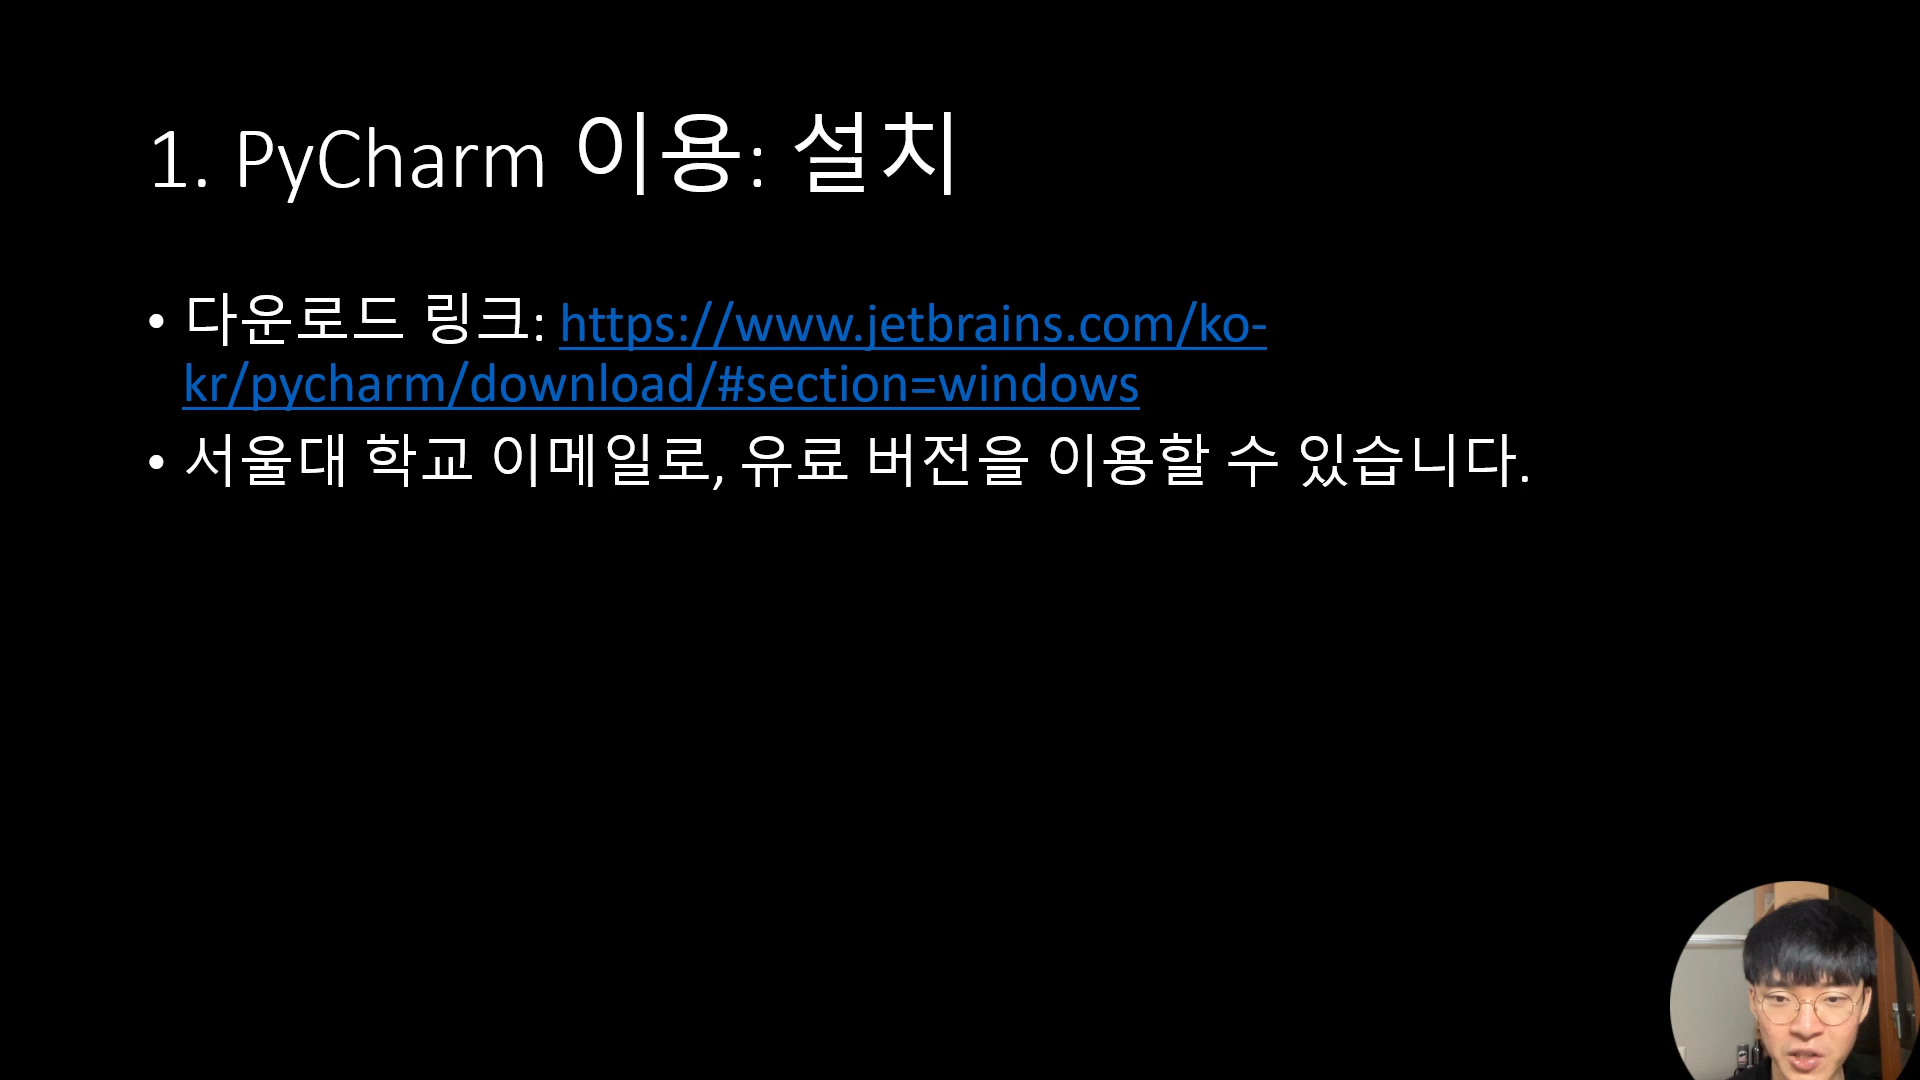 1. PyCharm 이용: 설치
• 다운로드 링크: https://www.jetbrains.com/ko-
kr/pycharm/download/#section=windows
• 서울대 학교 이메일로, 유료 버전을 이용할 수 있습니다.